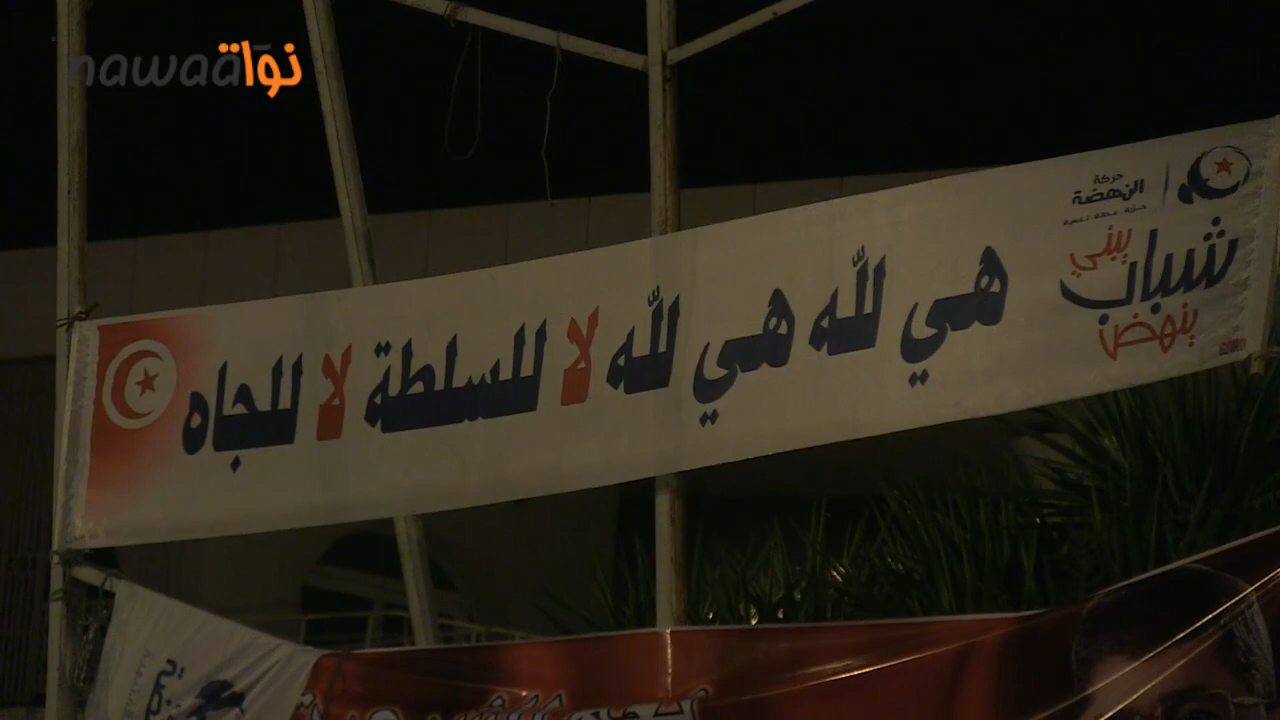 nawaa نواة
حركة
النهضة
شباب يبني
ينهض
هي لله هي لله لا للسلطة لا للجاه